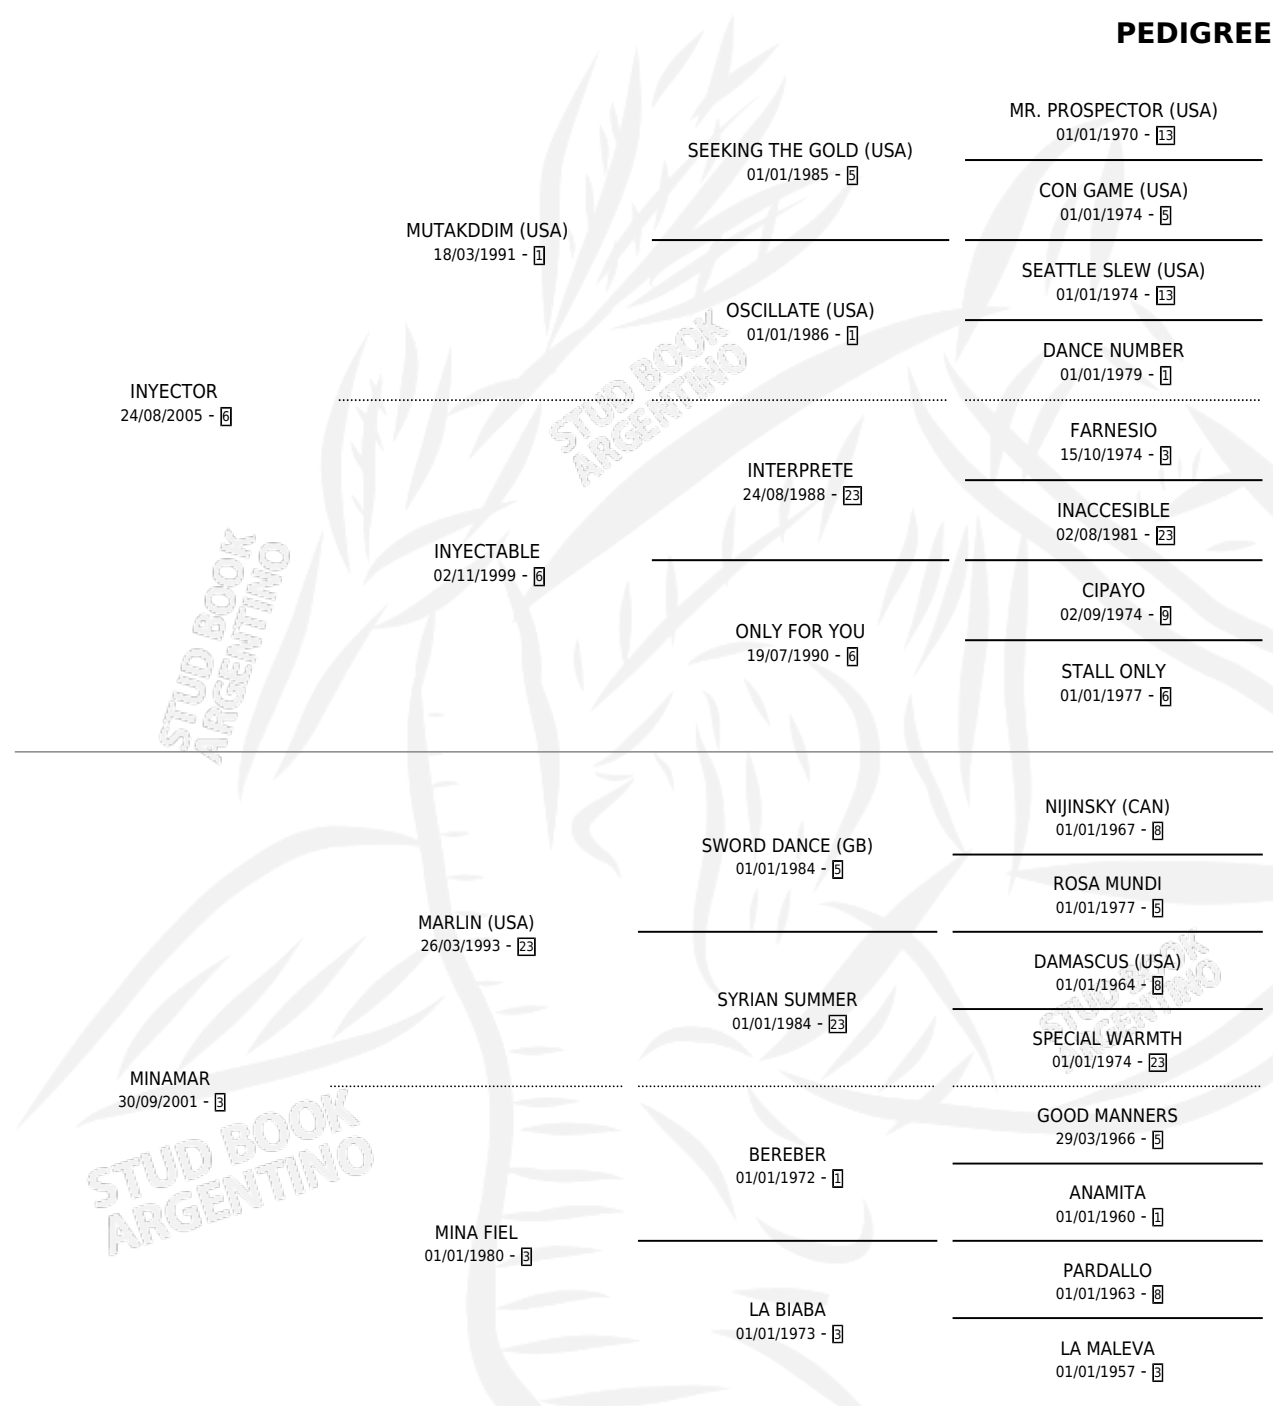 PEDIGREE
MR. PROSPECTOR (USA)
01/01/1970 - 13
SEEKING THE GOLD (USA)
01/01/1985 - 5
CON GAME (USA)
01/01/1974 - 5
MUTAKDDIM (USA)
18/03/1991 - 1
SEATTLE SLEW (USA)
01/01/1974 - 13
OSCILLATE (USA)
01/01/1986 - 1
DANCE NUMBER
01/01/1979 - 1
INYECTOR
24/08/2005 - 6
FARNESIO
15/10/1974 - 3
INTERPRETE
24/08/1988 - 23
INACCESIBLE
02/08/1981 - 23
INYECTABLE
02/11/1999 - 6
CIPAYO
02/09/1974 - 9
ONLY FOR YOU
19/07/1990 - 6
STALL ONLY
01/01/1977 - 6
STUD BOOK
ARGENTINO
STUD BOOK
ARGENTINO
NIJINSKY (CAN)
01/01/1967 - 8
SWORD DANCE (GB)
01/01/1984 - 5
ROSA MUNDI
01/01/1977 - 5
MARLIN (USA)
26/03/1993 - 23
DAMASCUS (USA)
01/01/1964 - 8
SYRIAN SUMMER
01/01/1984 - 23
SPECIAL WARMTH
01/01/1974 - 23
MINAMAR
30/09/2001 - 3
GOOD MANNERS
29/03/1966 - 5
BEREBER
01/01/1972 - 1
ANAMITA
01/01/1960 - 1
MINA FIEL
01/01/1980 - 3
PARDALLO
01/01/1963 - 8
LA BIABA
01/01/1973 - 3
LA MALEVA
01/01/1957 - 3
STUD BOOK
ARGENTINO
STUD BOOK
ARGENTINO